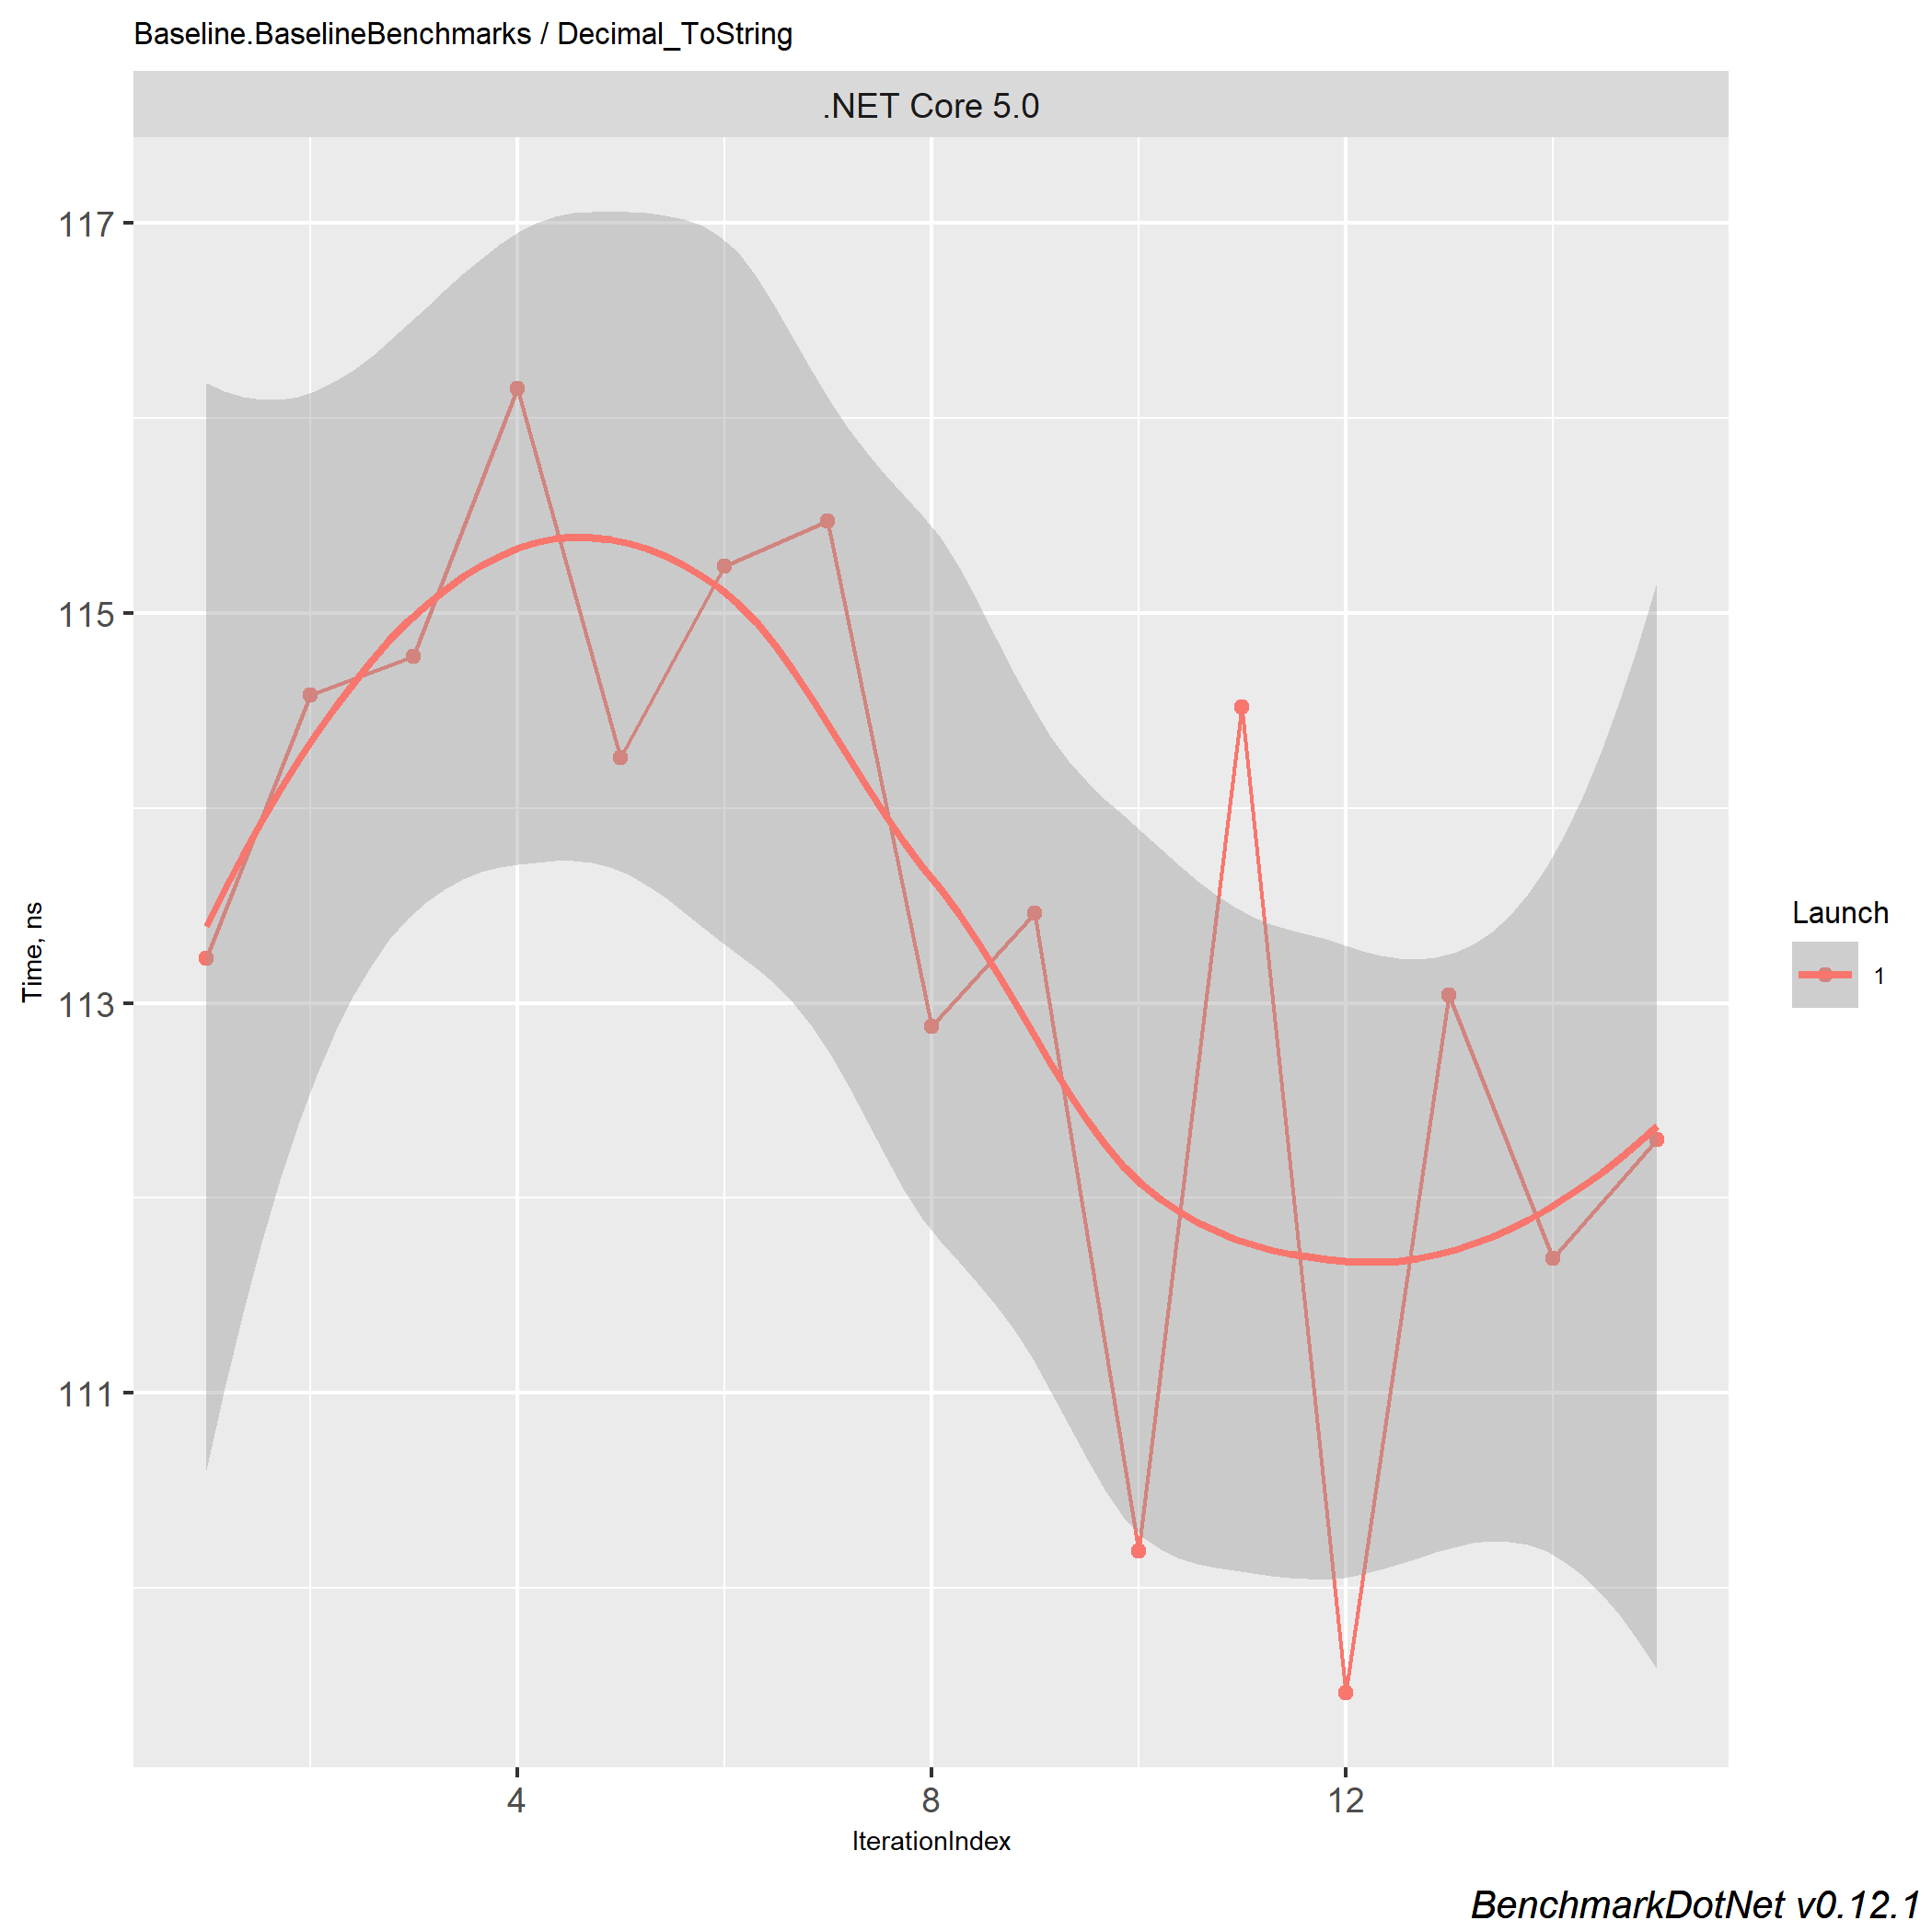 Baseline.BaselineBenchmarks / Decimal_ToString
.NET Core 5.0
117
115
113
111
Time, ns
4
8
12
IterationIndex
Launch
1
BenchmarkDotNet v0.12.1